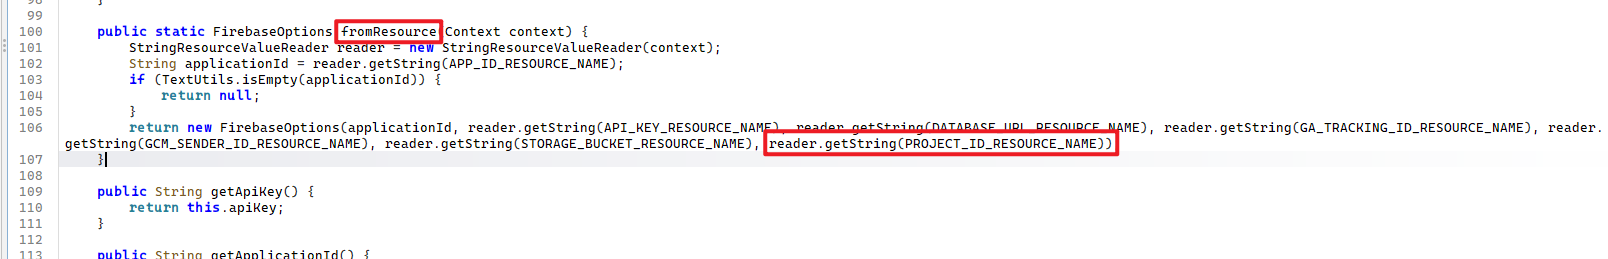 98 }
99
100 public static FirebaseOptions fromResource(Context context) {
101 StringResourceValueReader reader = new StringResourceValueReader(context);
102 String applicationId = reader.getString(APP_ID_RESOURCE_NAME);
103 if (TextUtils.isEmpty(applicationId)) {
104 return null;
105 }
106 return new FirebaseOptions(applicationId, reader.getString(API_KEY_RESOURCE_NAME), reader.getString(DATABASE_URL_RESOURCE_NAME), reader.getString(GA_TRACKING_ID_RESOURCE_NAME), reader.
getString(GCM_SENDER_ID_RESOURCE_NAME), reader.getString(STORAGE_BUCKET_RESOURCE_NAME), reader.getString(PROJECT_ID_RESOURCE_NAME))
107 }
108
109 public String getApiKey() {
110 return this.apiKey;
111 }
112
113 public String getApplicationId() {